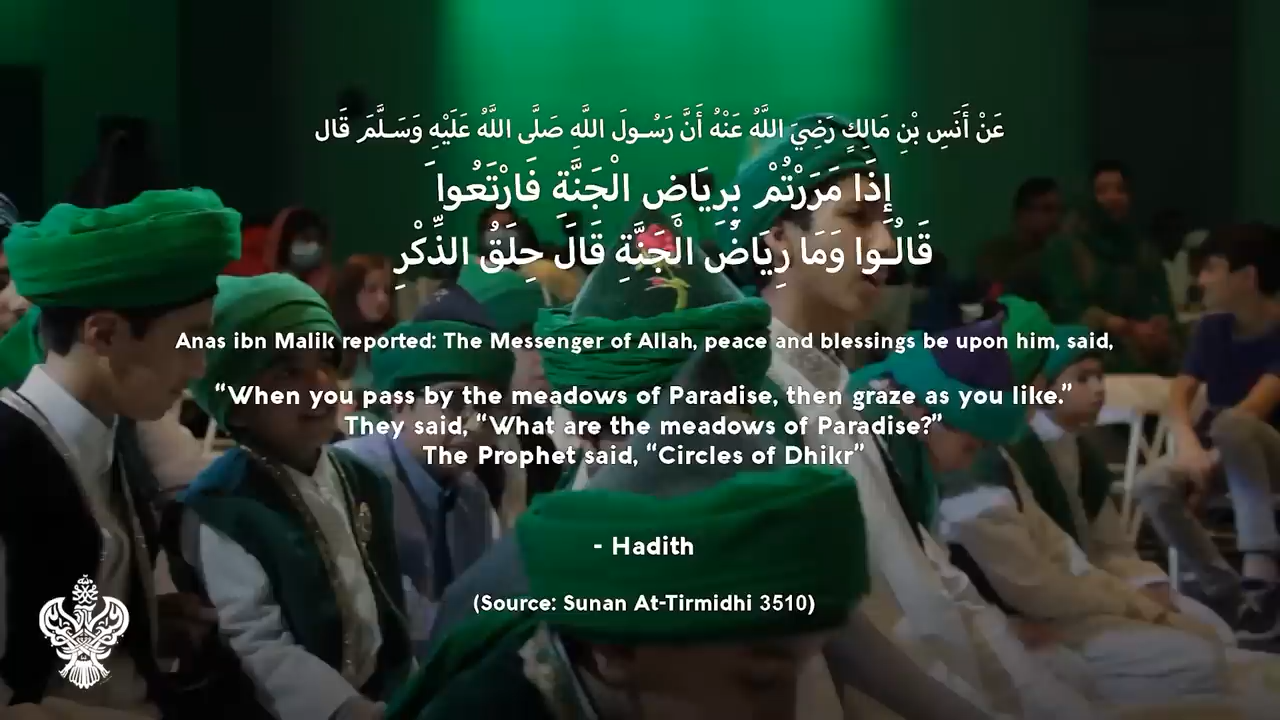 عَنْ أَنَسِ بْنِ مَالِكٍ رَضِيَ اللَّهُ عَنْهُ أَنَّ رَسُولَ اللَّهِ صَلَّى اللَّهُ عَلَيْهِ وَسَلَّمَ قَال
إِذَا مَرَرْتُمْ بِرِيَاضِ الْجَنَّةِ فَارْتَعُوا
قَالُوا وَمَا رِيَاضُ الْجَنَّةِ قَالَ حِلَقُ الذِّكْرِ
Anas ibn Malik reported: The Messenger of Allah, peace and blessings be upon him, said,
“When you pass by the meadows of Paradise, then graze as you like.”
They said, “What are the meadows of Paradise?”
The Prophet said, “Circles of Dhikr”
- Hadith
(Source: Sunan At-Tirmidhi 3510)